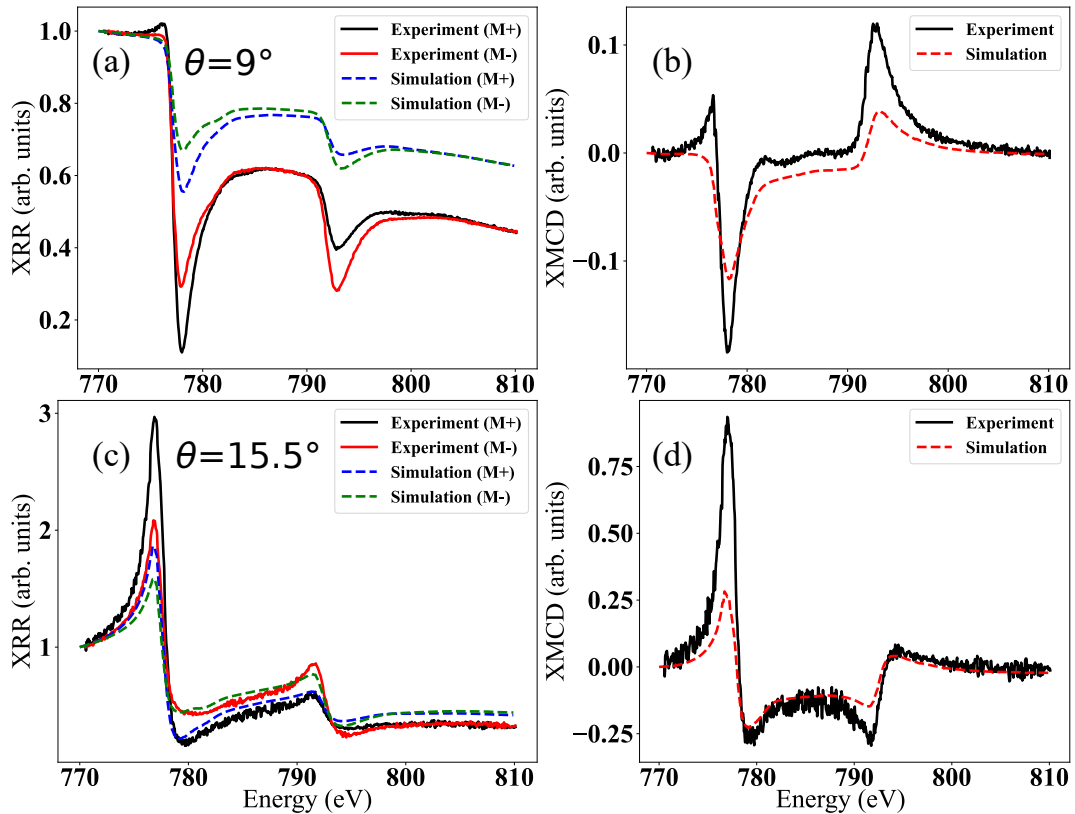 (a)
θ=9°
Experiment (M+)
Experiment (M-)
Simulation (M+)
Simulation (M-)
XRR (arb. units)
1.0
0.8
0.6
0.4
0.2
770
780
790
800
810
(b)
Experiment
Simulation
XMCD (arb. units)
0.1
0.0
−0.1
770
780
790
800
810
(c)
θ=15.5°
Experiment (M+)
Experiment (M-)
Simulation (M+)
Simulation (M-)
XRR (arb. units)
3
2
1
770
780
790
800
810
Energy (eV)
(d)
Experiment
Simulation
XMCD (arb. units)
0.75
0.50
0.25
0.00
−0.25
770
780
790
800
810
Energy (eV)